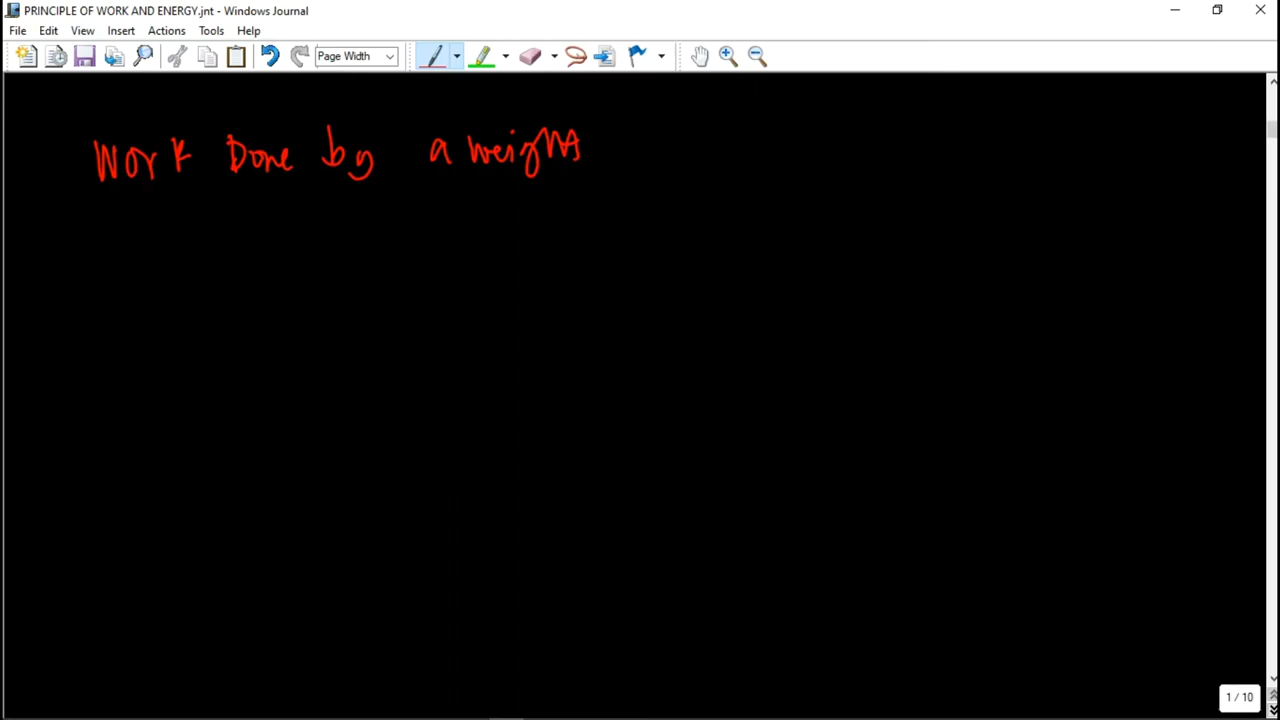 PRINCIPLE OF WORK AND ENERGY.jnt - Windows Journal
File Edit View Insert Actions Tools Help
Page Width
Work Done by a weight
1 / 10